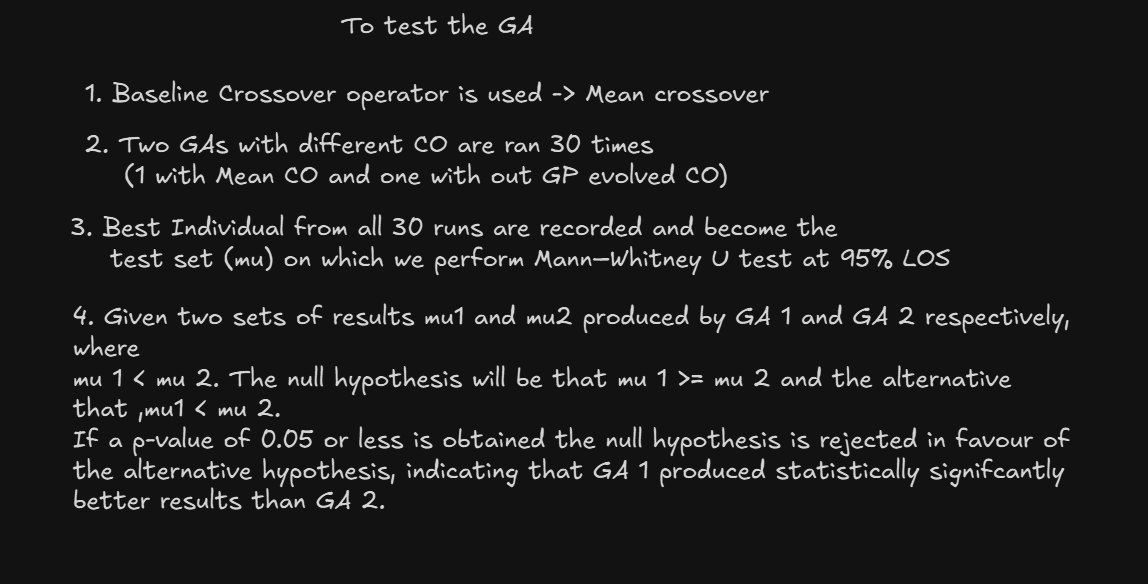 To test the GA
1. Baseline Crossover operator is used -> Mean crossover
2. Two GAs with different CO are ran 30 times
(1 with Mean CO and one with out GP evolved CO)
3. Best Individual from all 30 runs are recorded and become the
test set (mu) on which we perform Mann–Whitney U test at 95% LOS
4. Given two sets of results mu1 and mu2 produced by GA 1 and GA 2 respectively,
where
mu 1 < mu 2. The null hypothesis will be that mu 1 >= mu 2 and the alternative
that ,mu1 < mu 2.
If a p-value of 0.05 or less is obtained the null hypothesis is rejected in favour of
the alternative hypothesis, indicating that GA 1 produced statistically signifcantly
better results than GA 2.